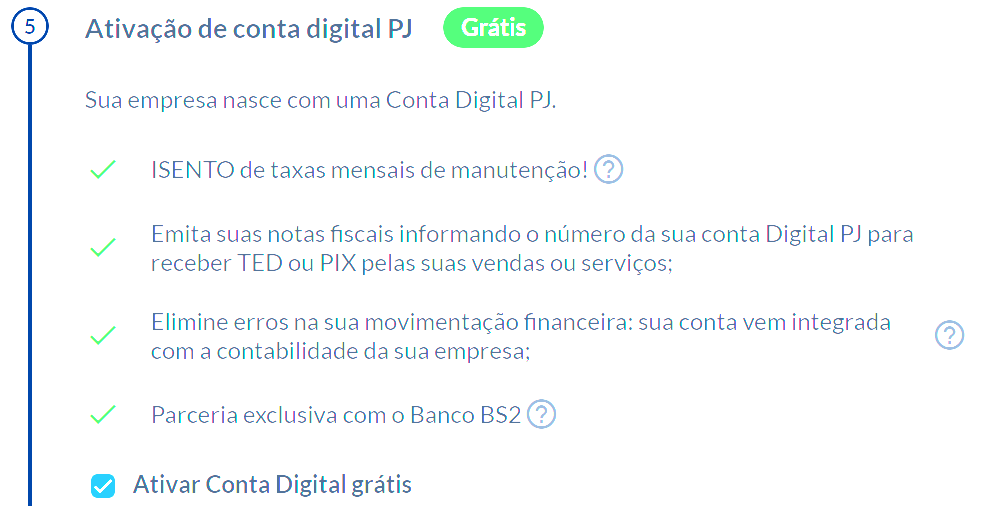 5
Ativação de conta digital PJ Grátis
Sua empresa nasce com uma Conta Digital PJ.
ISENTO de taxas mensais de manutenção! ?
Emita suas notas fiscais informando o número da sua conta Digital PJ para
receber TED ou PIX pelas suas vendas ou serviços;
Elimine erros na sua movimentação financeira: sua conta vem integrada ?
com a contabilidade da sua empresa;
Parceria exclusiva com o Banco BS2 ?
Ativar Conta Digital grátis